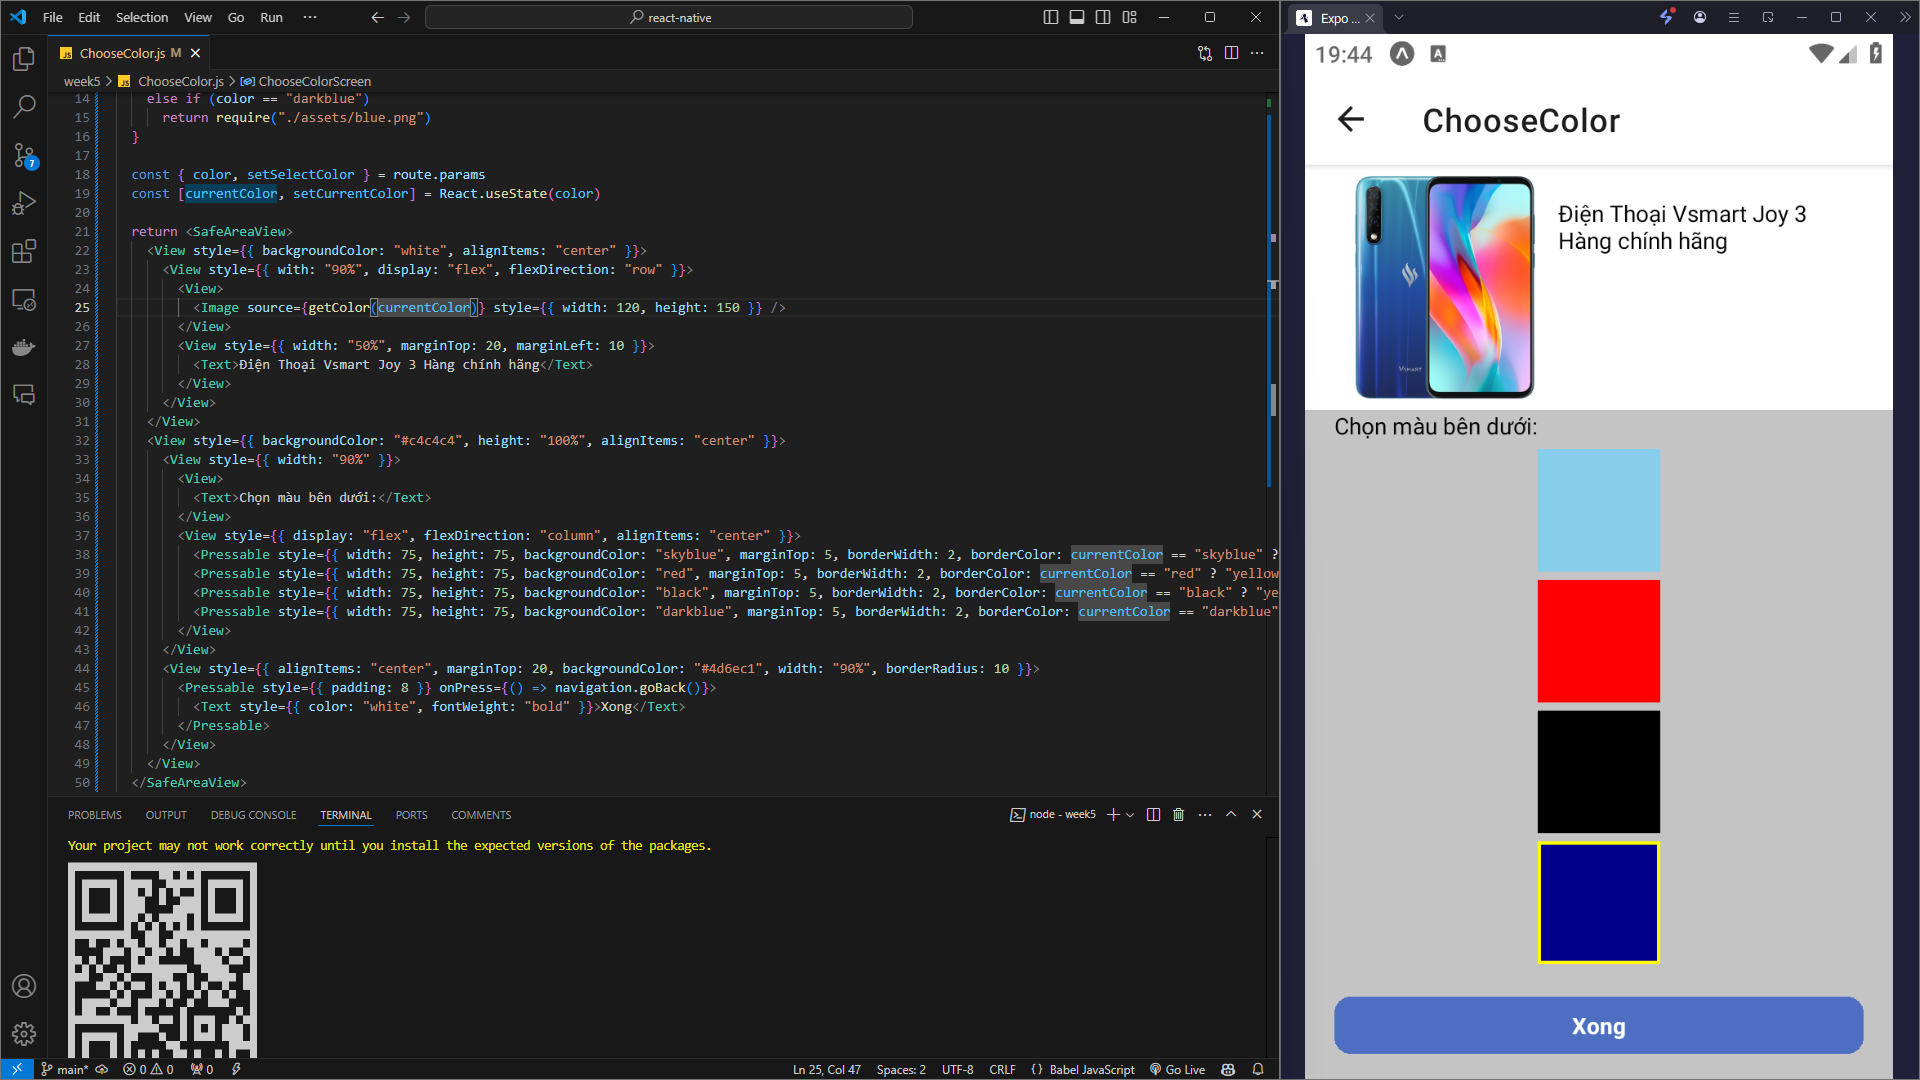 File Edit Selection View Go Run ··· react-native
ChooseColor.js M
week5 > ChooseColor.js > ChooseColorScreen
14 else if (color == "darkblue")
15 return require("./assets/blue.png")
16 }
17
18 const { color, setSelectColor } = route.params
19 const [currentColor, setCurrentColor] = React.useState(color)
20
21 return <SafeAreaView>
22 <View style={{ backgroundColor: "white", alignItems: "center" }}>
23 <View style={{ with: "90%", display: "flex", flexDirection: "row" }}>
24 <View>
25 <Image source={getColor(currentColor)} style={{ width: 120, height: 150 }} />
26 </View>
27 <View style={{ width: "50%", marginTop: 20, marginLeft: 10 }}>
28 <Text>Điện Thoại Vsmart Joy 3 Hàng chính hãng</Text>
29 </View>
30 </View>
31 </View>
32 <View style={{ backgroundColor: "#c4c4c4", height: "100%", alignItems: "center" }}>
33 <View style={{ width: "90%" }}>
34 <View>
35 <Text>Chọn màu bên dưới:</Text>
36 </View>
37 <View style={{ display: "flex", flexDirection: "column", alignItems: "center" }}>
38 <Pressable style={{ width: 75, height: 75, backgroundColor: "skyblue", marginTop: 5, borderWidth: 2, borderColor: currentColor == "skyblue" ?
39 <Pressable style={{ width: 75, height: 75, backgroundColor: "red", marginTop: 5, borderWidth: 2, borderColor: currentColor == "red" ? "yellow
40 <Pressable style={{ width: 75, height: 75, backgroundColor: "black", marginTop: 5, borderWidth: 2, borderColor: currentColor == "black" ? "ye
41 <Pressable style={{ width: 75, height: 75, backgroundColor: "darkblue", marginTop: 5, borderWidth: 2, borderColor: currentColor == "darkblue"
42 </View>
43 </View>
44 <View style={{ alignItems: "center", marginTop: 20, backgroundColor: "#4d6ec1", width: "90%", borderRadius: 10 }}>
45 <Pressable style={{ padding: 8 }} onPress={() => navigation.goBack()}>
46 <Text style={{ color: "white", fontWeight: "bold" }}>Xong</Text>
47 </Pressable>
48 </View>
49 </View>
50 </SafeAreaView>
PROBLEMS OUTPUT DEBUG CONSOLE TERMINAL PORTS COMMENTS node - week5
Your project may not work correctly until you install the expected versions of the packages.
7
main* 0 0 0 Ln 25, Col 47 Spaces: 2 UTF-8 CRLF { } Babel JavaScript Go Live
Expo ...
19:44
ChooseColor
Điện Thoại Vsmart Joy 3
Hàng chính hãng
VSMART
Chọn màu bên dưới:
Xong